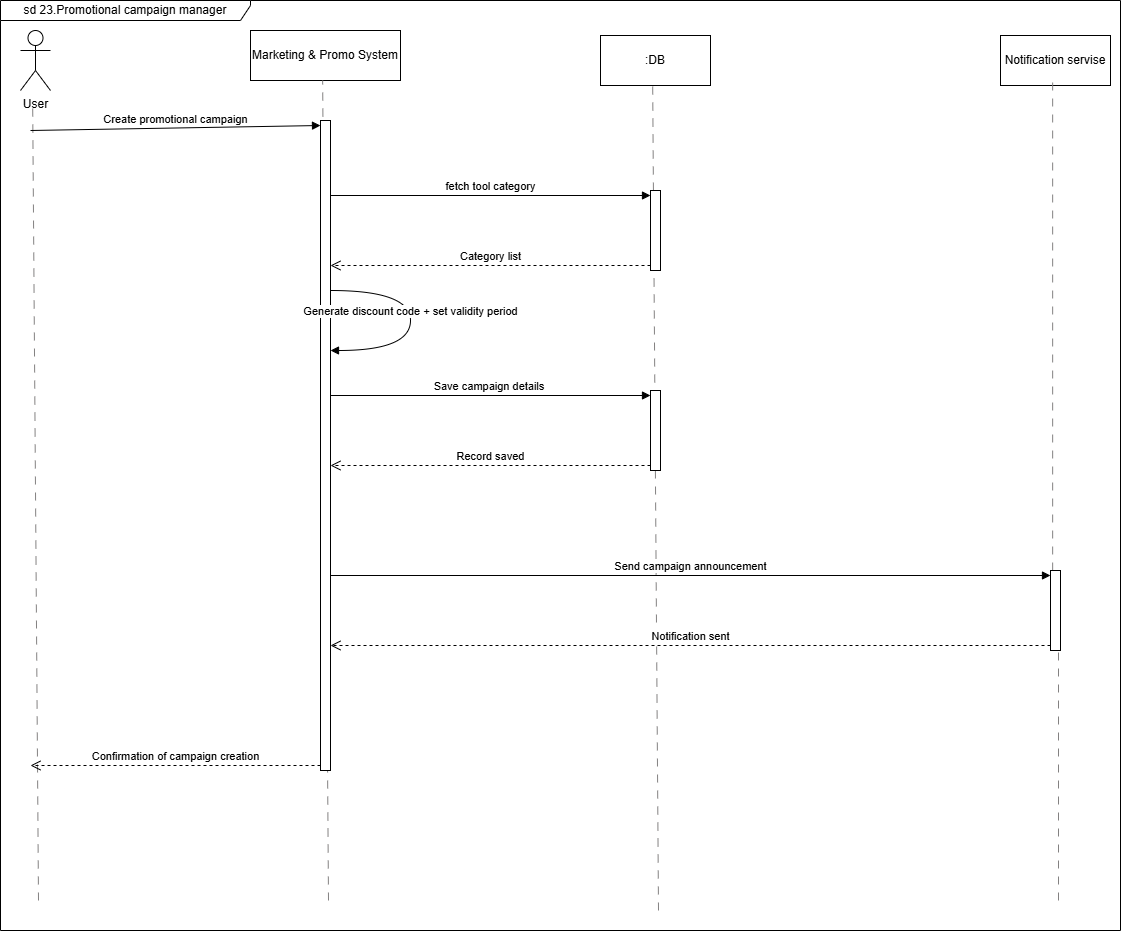 sd 23.Promotional campaign manager
Marketing & Promo System
:DB
Notification servise
User
Create promotional campaign
fetch tool category
Category list
Generate discount code + set validity period
Save campaign details
Record saved
Send campaign announcement
Notification sent
Confirmation of campaign creation